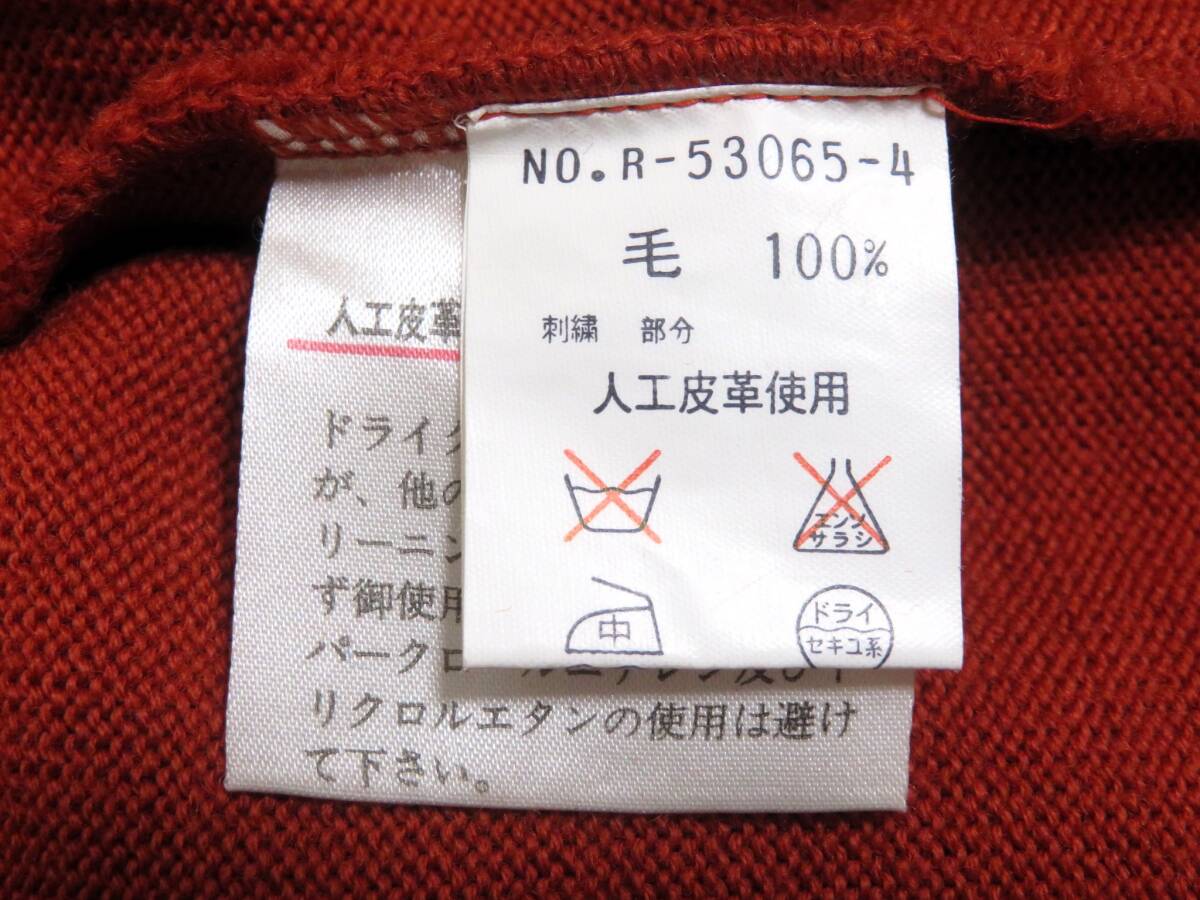 NO.R-53065-4
毛 100%
刺繍 部分
人工皮革使用
エンソ
サラシ
中
ドライ
セキユ系
人工皮革
ドライク
が、他の
リーニン
ず御使用
パークロ
リクロルエタンの使用は避け
て下さい。